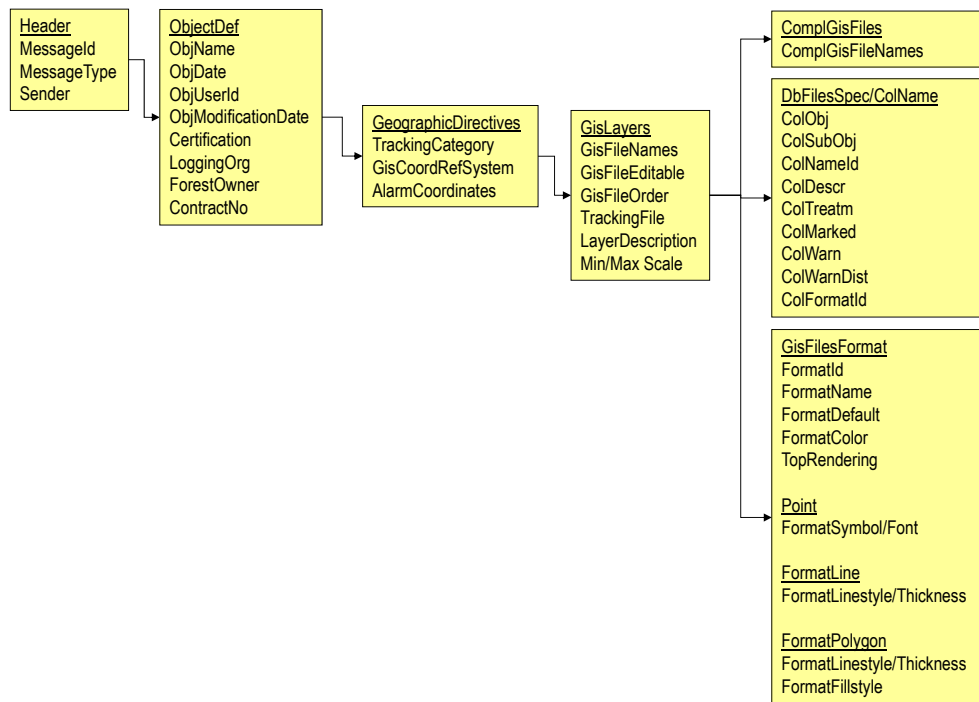 Header
MessageId
MessageType
Sender
ObjectDef
ObjName
ObjDate
ObjUserId
ObjModificationDate
Certification
LoggingOrg
ForestOwner
ContractNo
GeographicDirectives
TrackingCategory
GisCoordRefSystem
AlarmCoordinates
GisLayers
GisFileNames
GisFileEditable
GisFileOrder
TrackingFile
LayerDescription
Min/Max Scale
ComplGisFiles
ComplGisFileNames
DbFilesSpec/ColName
ColObj
ColSubObj
ColNameId
ColDescr
ColTreatm
ColMarked
ColWarn
ColWarnDist
ColFormatId
GisFilesFormat
FormatId
FormatName
FormatDefault
FormatColor
TopRendering
Point
FormatSymbol/Font
FormatLine
FormatLinestyle/Thickness
FormatPolygon
FormatLinestyle/Thickness
FormatFillstyle